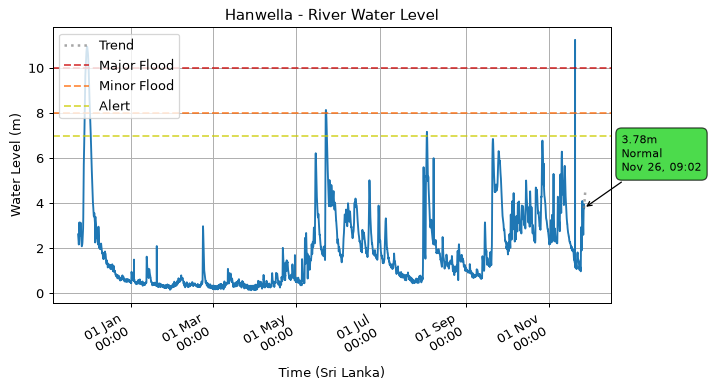 Hanwella - River Water Level
Trend
Major Flood
Minor Flood
Alert
3.78m
Normal
Nov 26, 09:02
Water Level (m)
10
8
6
4
2
0
01 Jan
00:00
01 Mar
00:00
01 May
00:00
01 Jul
00:00
01 Sep
00:00
01 Nov
00:00
Time (Sri Lanka)